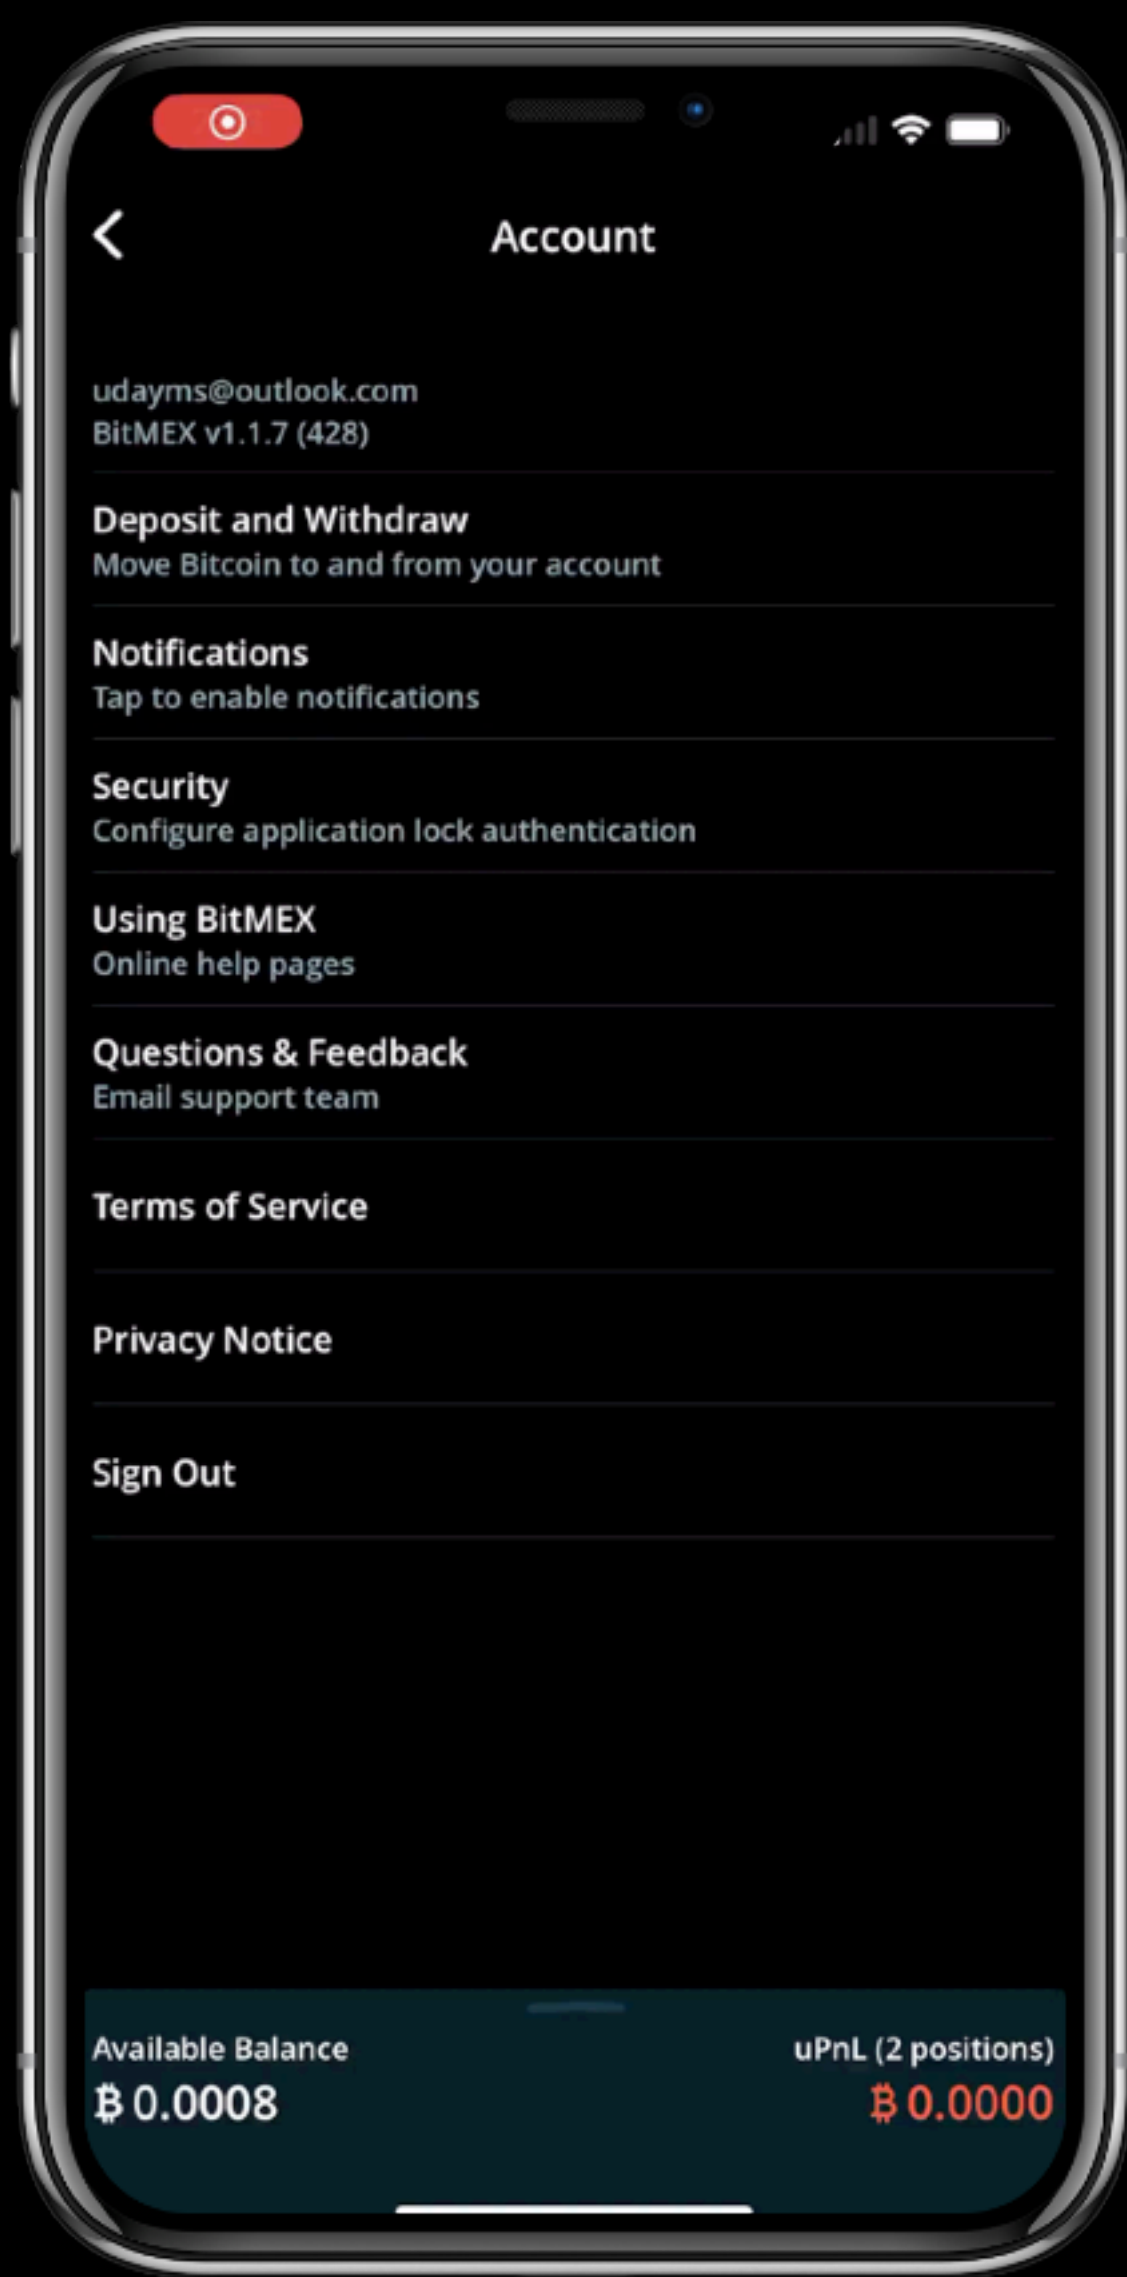 Account
udayms@outlook.com
BitMEX v1.1.7 (428)
Deposit and Withdraw
Move Bitcoin to and from your account
Notifications
Tap to enable notifications
Security
Configure application lock authentication
Using BitMEX
Online help pages
Questions & Feedback
Email support team
Terms of Service
Privacy Notice
Sign Out
Available Balance
₿ 0.0008
uPnL (2 positions)
₿ 0.0000